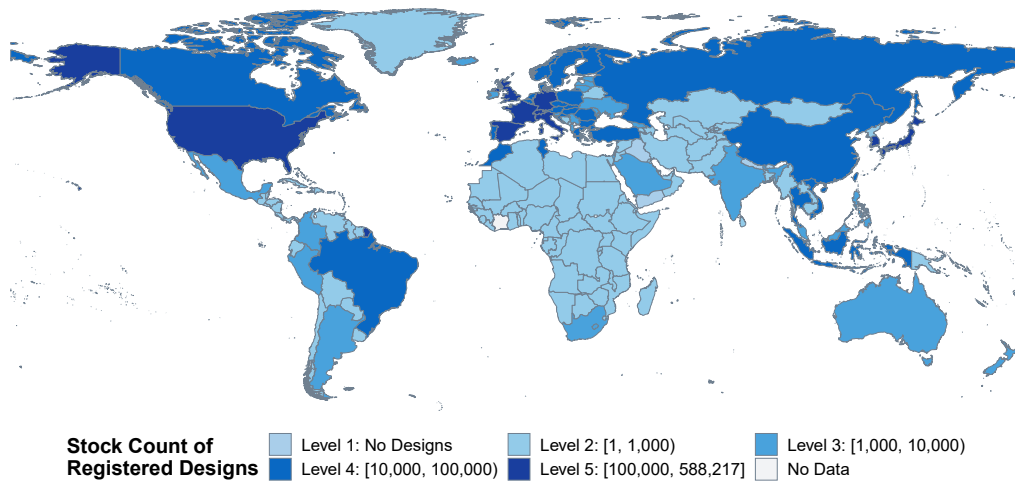 Stock Count of
Registered Designs
Level 1: No Designs
Level 2: [1, 1,000)
Level 3: [1,000, 10,000)
Level 4: [10,000, 100,000)
Level 5: [100,000, 588,217]
No Data